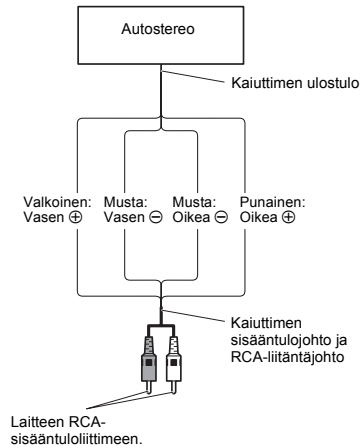 Autostereo
Kaiuttimen ulostulo
Valkoinen:
Vasen ⊕
Musta:
Vasen ⊖
Musta:
Oikea ⊖
Punainen:
Oikea ⊕
Kaiuttimen
sisääntulojohto ja
RCA-liitäntäjohto
Laitteen RCA-
sisääntuloliittimeen.